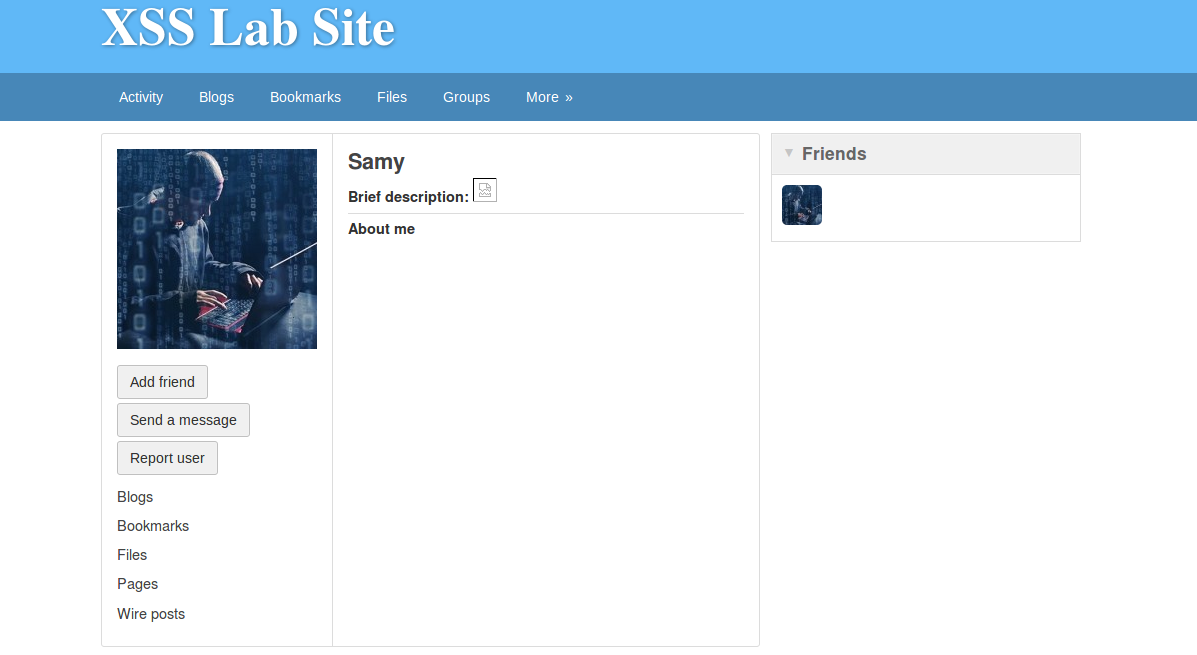 XSS Lab Site
Activity Blogs Bookmarks Files Groups More »
Samy
Brief description:
About me
Add friend
Send a message
Report user
Blogs
Bookmarks
Files
Pages
Wire posts
Friends